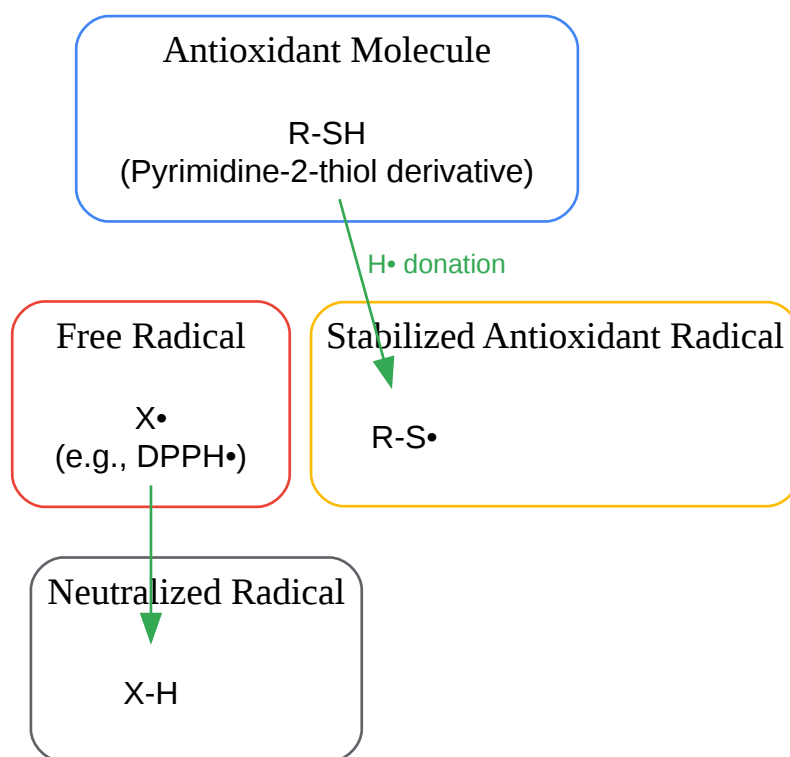 Antioxidant Molecule
R-SH
(Pyrimidine-2-thiol derivative)
H• donation
Free Radical
X•
(e.g., DPPH•)
Stabilized Antioxidant Radical
R-S•
Neutralized Radical
X-H